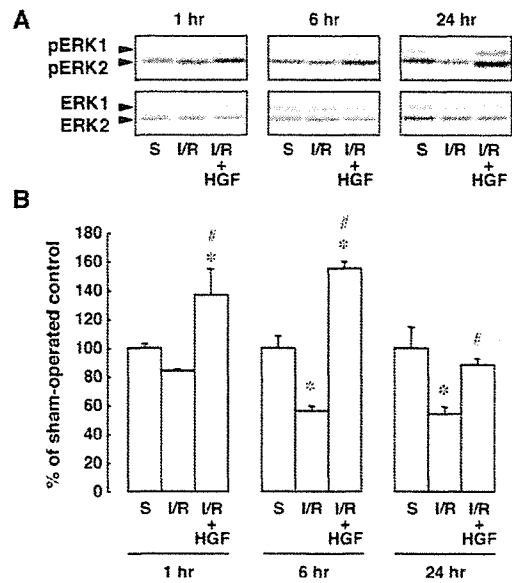 A
1 hr 6 hr 24 hr
pERK1
pERK2
ERK1
ERK2
S I/R I/R + HGF S I/R I/R + HGF S I/R I/R + HGF
B
% of sham-operated control
180
160
140
120
100
80
60
40
20
0
# * * # * * #
S I/R I/R + HGF S I/R I/R + HGF S I/R I/R + HGF
1 hr 6 hr 24 hr